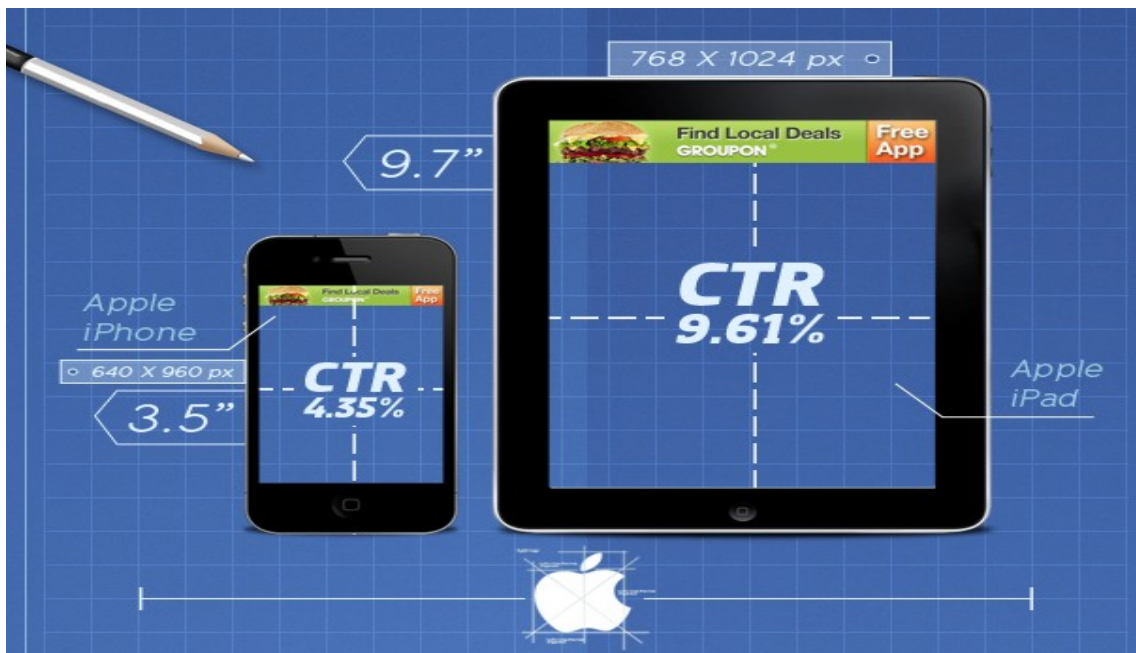 768 X 1024 px
9.7”
Find Local Deals
GROUPON®
Free
App
CTR
9.61%
Apple
iPad
Apple
iPhone
640 X 960 px
3.5”
Find Local Deals
GROUPON®
Free
App
CTR
4.35%